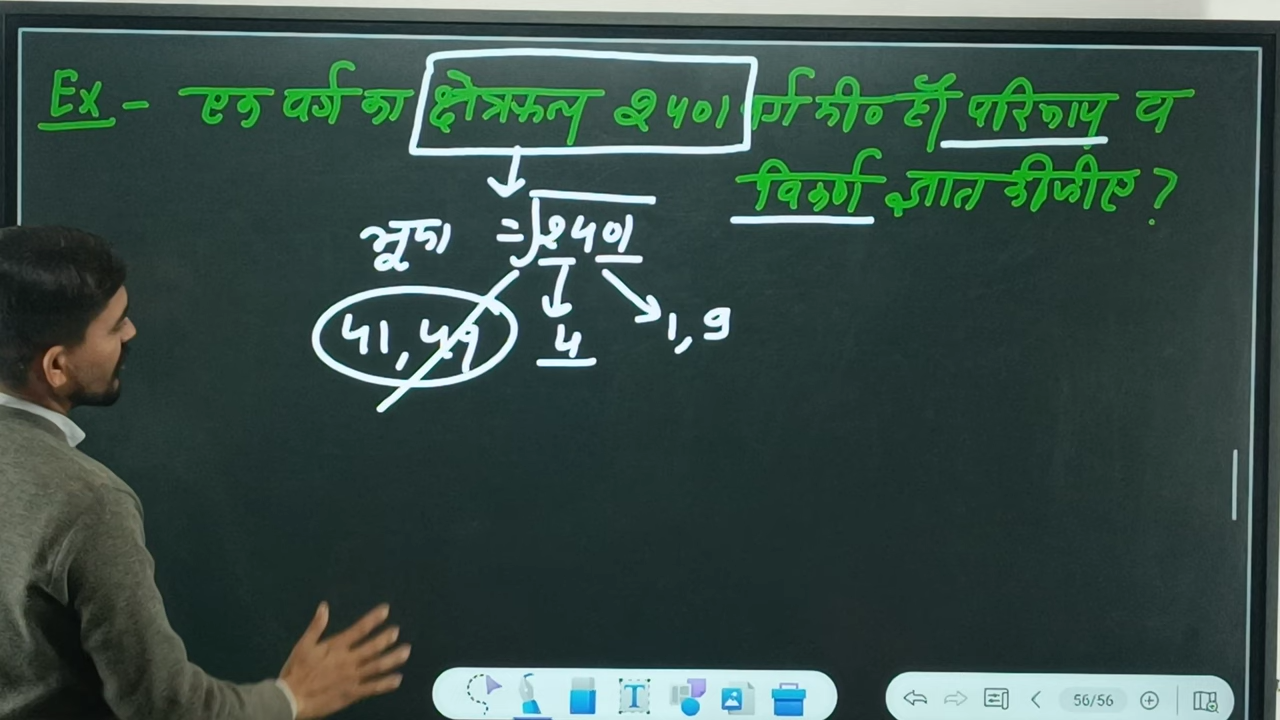 Ex - एक वर्ग का क्षेत्रफल 2401 वर्ग मी० हो परिमाप व
विकर्ण ज्ञात कीजीए ?
भुजा = √2401
41, 49 4 1, 9
56/56